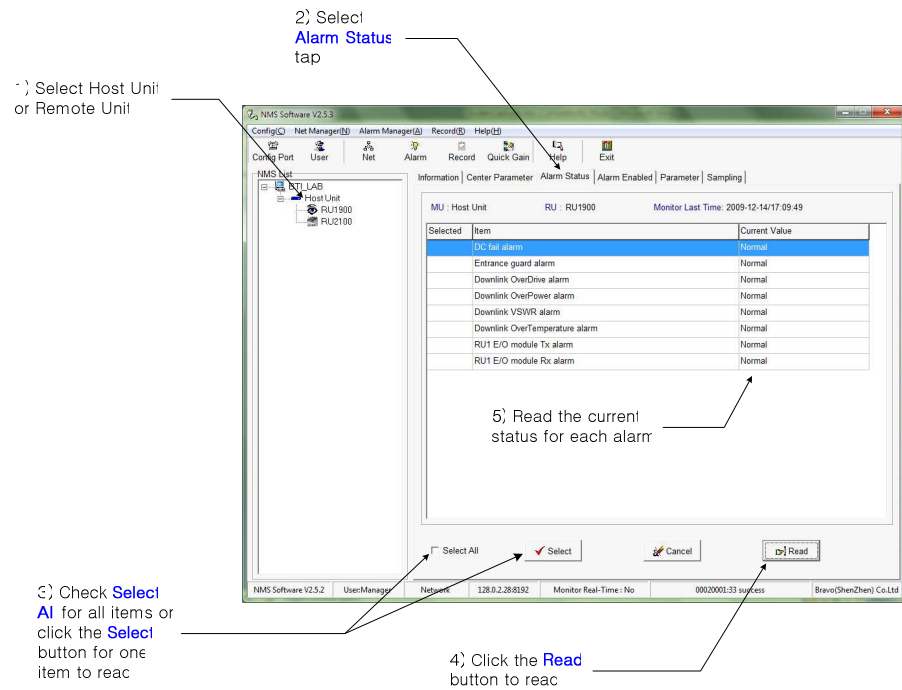 2) Select
Alarm Status
tap
1) Select Host Unit
or Remote Unit
NMS Software V2.5.3
Config(C) Net Manager(N) Alarm Manager(A) Record(R) Help(H)
Config Port User Net Alarm Record Quick Gain Help Exit
NMS List
BTI_LAB
Host Unit
RU1900
RU2100
Information Center Parameter Alarm Status Alarm Enabled Parameter Sampling
MU : Host Unit RU : RU1900 Monitor Last Time: 2009-12-14/17:09:49
Selected Item Current Value
DC fail alarm Normal
Entrance guard alarm Normal
Downlink OverDrive alarm Normal
Downlink OverPower alarm Normal
Downlink VSWR alarm Normal
Downlink OverTemperature alarm Normal
RU1 E/O module Tx alarm Normal
RU1 E/O module Rx alarm Normal
5) Read the current
status for each alarm
Select All Select Cancel Read
NMS Software V2.5.2 User:Manager Network 128.0.2.28:8192 Monitor Real-Time : No 00020001:33 success Bravo(ShenZhen) Co.Ltd
3) Check Select
All for all items or
click the Select
button for one
item to read
4) Click the Read
button to read